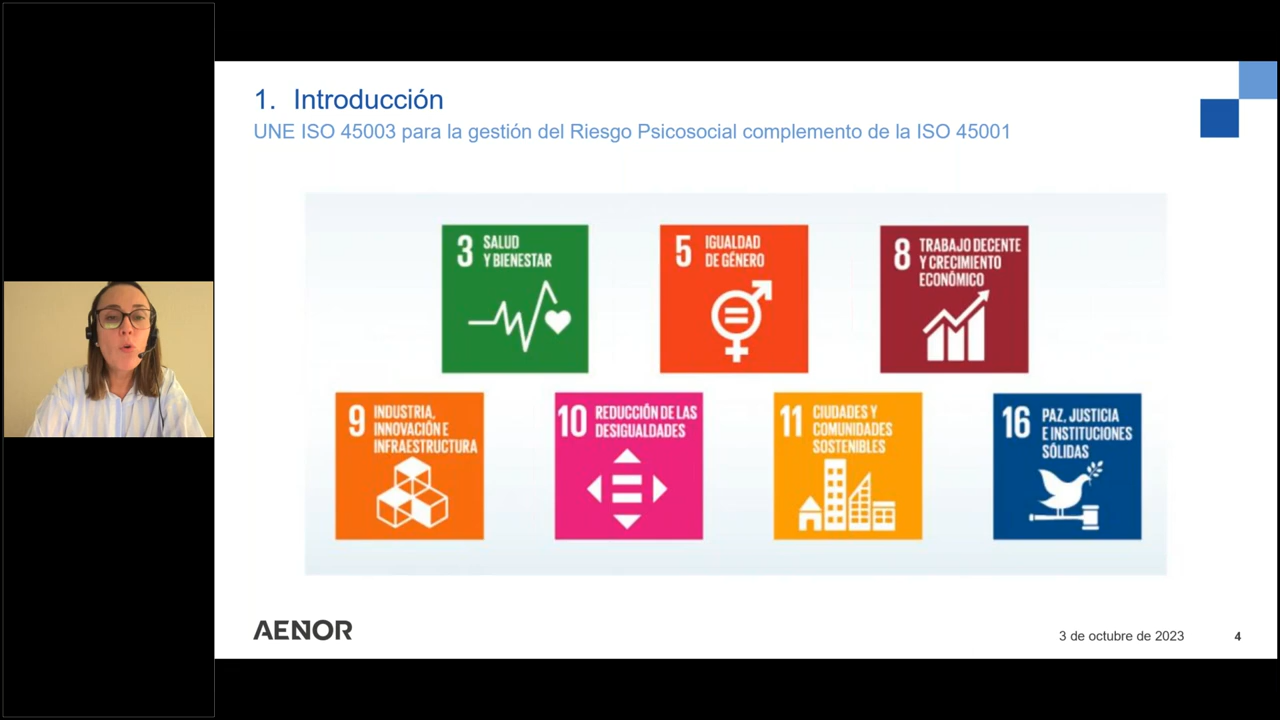 1. Introducción
UNE ISO 45003 para la gestión del Riesgo Psicosocial complemento de la ISO 45001
3 SALUD
Y BIENESTAR
5 IGUALDAD
DE GÉNERO
8 TRABAJO DECENTE
Y CRECIMIENTO
ECONÓMICO
9 INDUSTRIA,
INNOVACIÓN E
INFRAESTRUCTURA
10 REDUCCIÓN DE LAS
DESIGUALDADES
11 CIUDADES Y
COMUNIDADES
SOSTENIBLES
16 PAZ, JUSTICIA
E INSTITUCIONES
SÓLIDAS
AENOR
3 de octubre de 2023
4